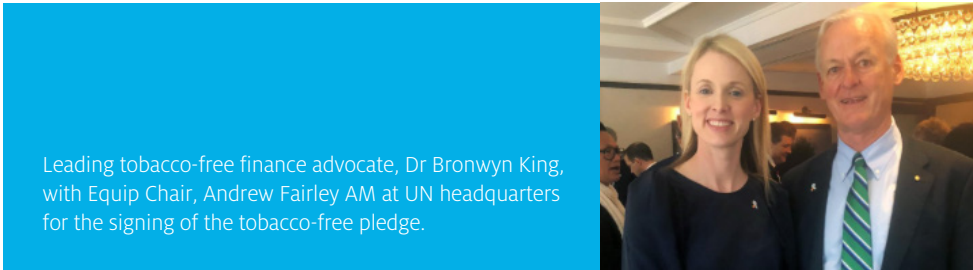 Leading tobacco-free finance advocate, Dr Bronwyn King,
with Equip Chair, Andrew Fairley AM at UN headquarters
for the signing of the tobacco-free pledge.